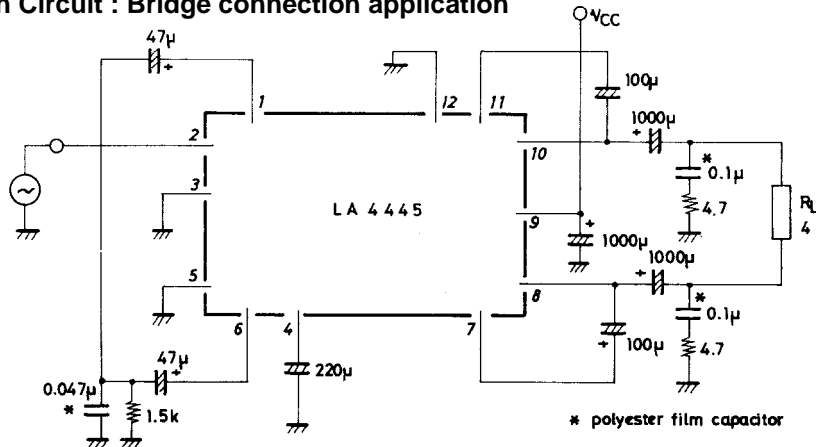 n Circuit : Bridge connection application
VCC
47μ
+
1
12
11
100μ
1000μ
+
2
10
*
0.1μ
4.7
3
LA4445
RL
4
9
+
1000μ
1000μ
+
5
8
*
0.1μ
4.7
6
4
7
+
100μ
47μ
+
220μ
0.047μ
*
1.5k
* polyester film capacitor